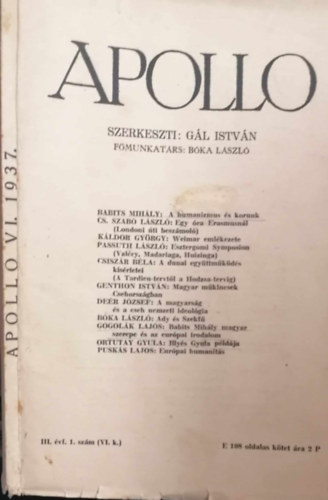 APOLLO VI. 1937.
APOLLO
SZERKESZTI: GÁL ISTVÁN
FŐMUNKATÁRS: BÓKA LÁSZLÓ
BABITS MIHÁLY: A humanizmus és korunk
CS. SZABÓ LÁSZLÓ: Egy óra Erasmusnál
(Londoni úti beszámoló)
KÁLDOR GYÖRGY: Weimar emlékezete
PASSUTH LÁSZLÓ: Esztergomi Symposion
(Valéry, Madariaga, Huizinga)
CSISZÁR BÉLA: A dunai együttműködés
kísérletei
(A Tardieu-tervtől a Hodzsa-tervig)
GENTHON ISTVÁN: Magyar műkincsek
Csehországban
DEÉR JÓZSEF: A magyarság
és a cseh nemzeti ideológia
BÓKA LÁSZLÓ: Ady és Szekfű
GOGOLÁK LAJOS: Babits Mihály magyar
szerepe és az európai irodalom
ORTUTAY GYULA: Illyés Gyula példája
PUSKÁS LAJOS: Európai humanitás
III. évf. 1. szám (VI. k.)
E 108 oldalas kötet ára 2 P